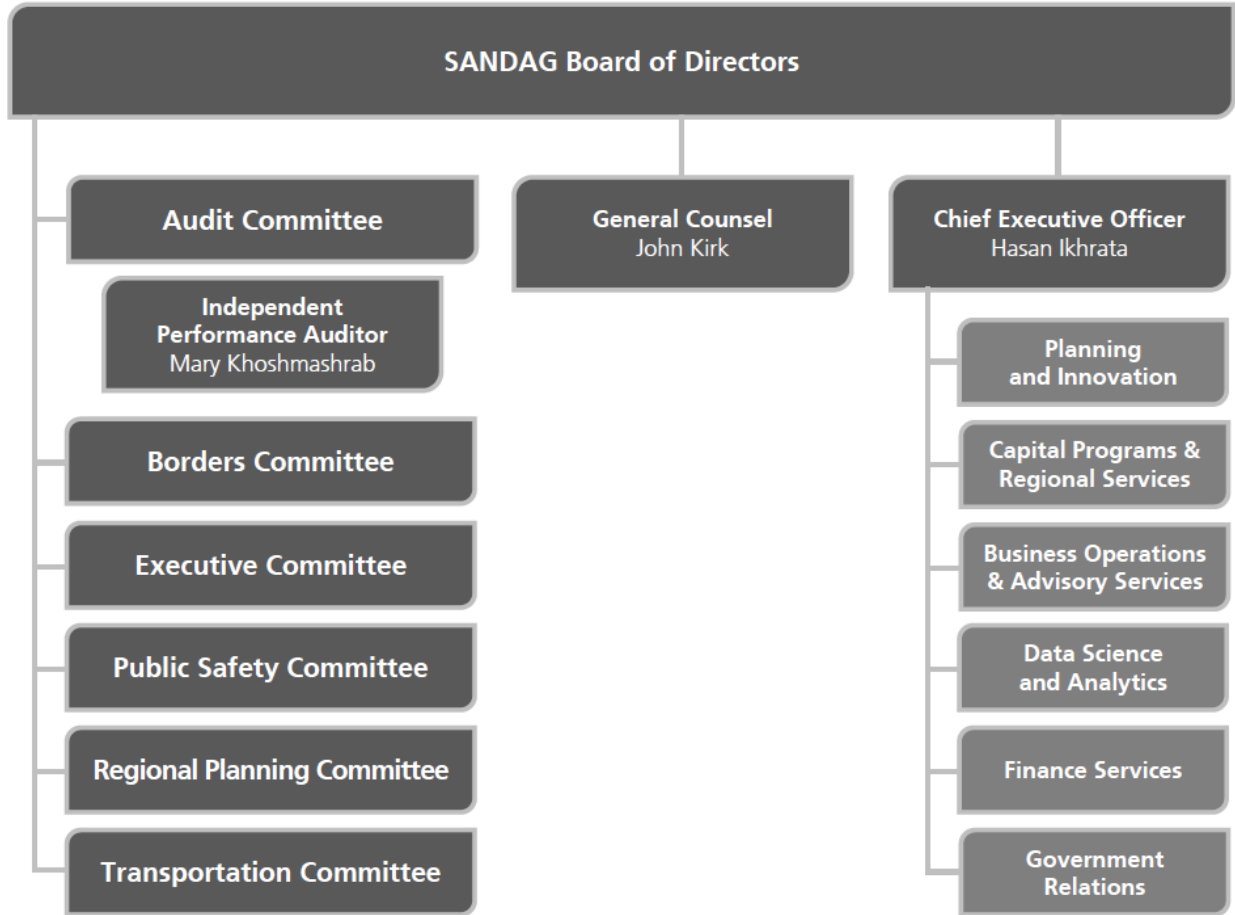 SANDAG Board of Directors
Audit Committee
Independent
Performance Auditor
Mary Khoshmashrab
Borders Committee
Executive Committee
Public Safety Committee
Regional Planning Committee
Transportation Committee
General Counsel
John Kirk
Chief Executive Officer
Hasan Ikhrata
Planning
and Innovation
Capital Programs &
Regional Services
Business Operations
& Advisory Services
Data Science
and Analytics
Finance Services
Government
Relations